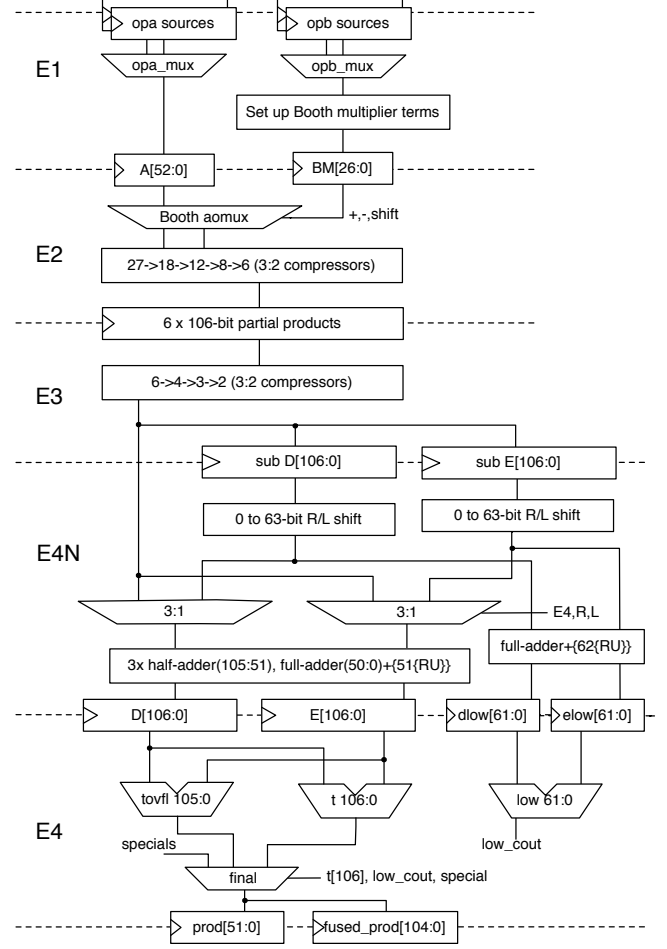 opa sources
opb sources
E1
opa_mux
opb_mux
Set up Booth multiplier terms
A[52:0]
BM[26:0]
Booth aomux
+,-,shift
E2
27->18->12->8->6 (3:2 compressors)
6 x 106-bit partial products
E3
6->4->3->2 (3:2 compressors)
sub D[106:0]
sub E[106:0]
0 to 63-bit R/L shift
0 to 63-bit R/L shift
E4N
3:1
3:1
E4,R,L
full-adder+{62{RU}}
3x half-adder(105:51), full-adder(50:0)+{51{RU}}
D[106:0]
E[106:0]
dlow[61:0]
elow[61:0]
tovfl 105:0
t 106:0
low 61:0
E4
specials
low_cout
final
t[106], low_cout, special
prod[51:0]
fused_prod[104:0]